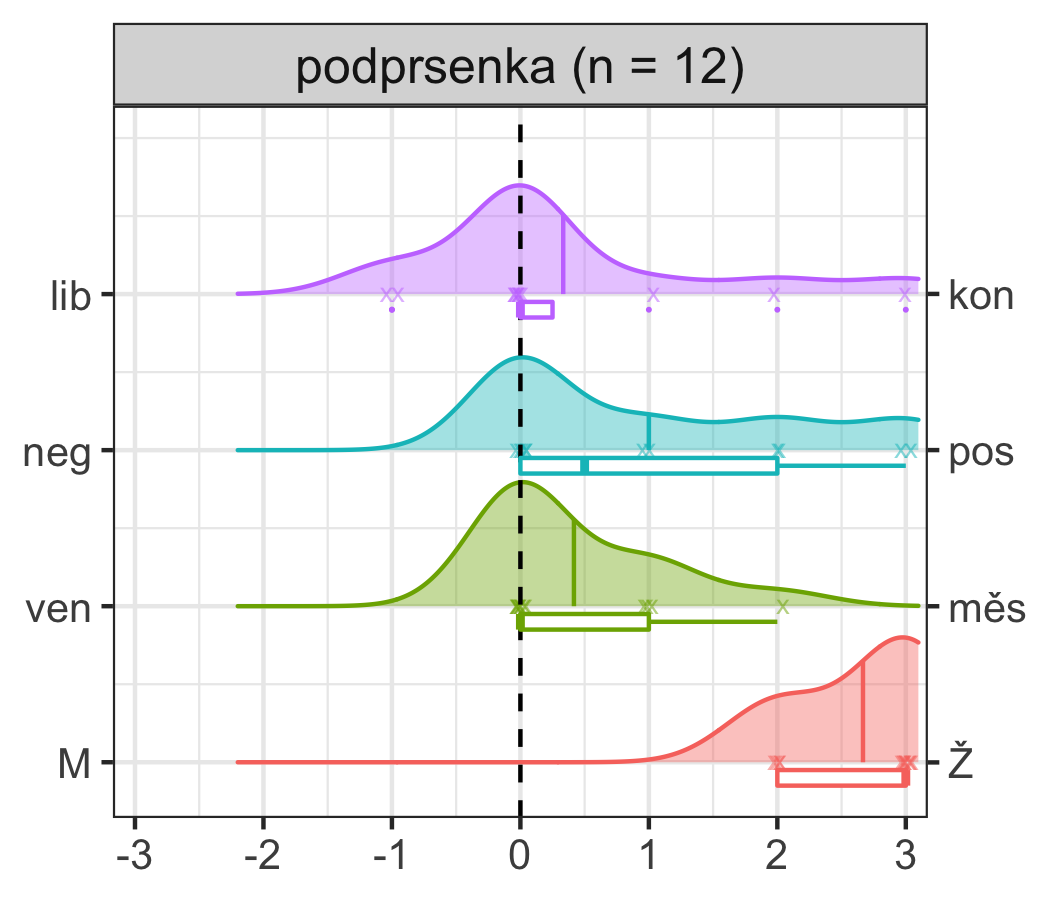 podprsenka (n = 12)
lib kon
neg pos
ven měs
M Ž
-3 -2 -1 0 1 2 3